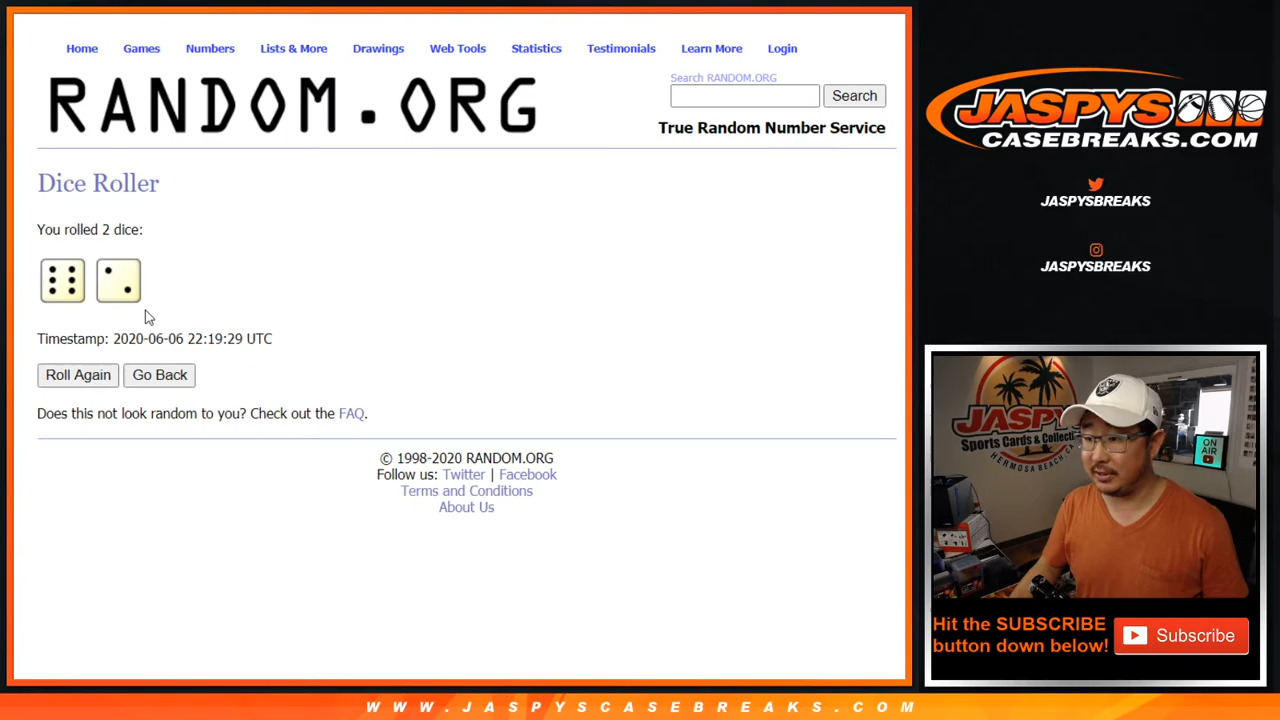 Home Games Numbers Lists & More Drawings Web Tools Statistics Testimonials Learn More Login
RANDOM.ORG
Search RANDOM.ORG
Search
True Random Number Service
Dice Roller
You rolled 2 dice:
Timestamp: 2020-06-06 22:19:29 UTC
Roll Again Go Back
Does this not look random to you? Check out the FAQ.
© 1998-2020 RANDOM.ORG
Follow us: Twitter | Facebook
Terms and Conditions
About Us
JASPYS
CASEBREAKS.COM
JASPYSBREAKS
JASPYSBREAKS
JASPYS
Sports Cards & Collecti
HERMOSA BEACH CA
ON
AIR
Hit the SUBSCRIBE
button down below!
Subscribe
WWW.JASPYSCASEBREAKS.COM